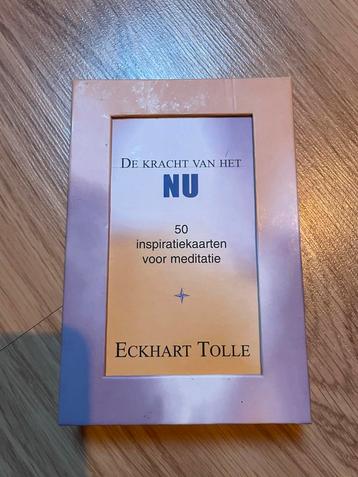 DE KRACHT VAN HET
NU
50
inspiratiekaarten
voor meditatie
ECKHART TOLLE